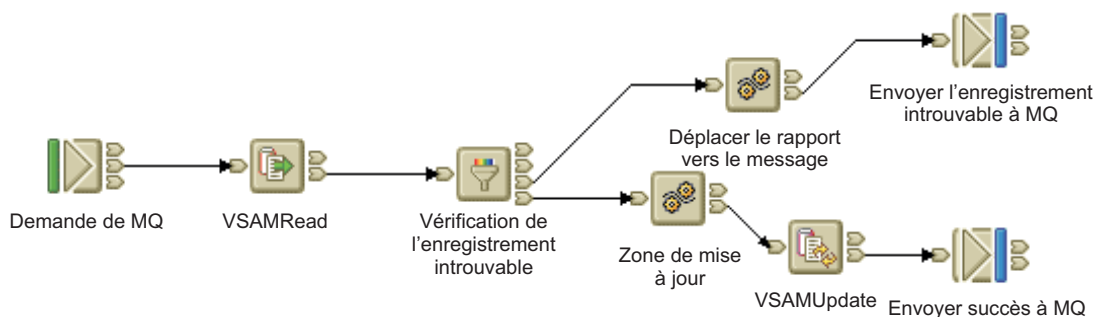 Demande de MQ
VSAMRead
Vérification de
l'enregistrement
introuvable
Déplacer le rapport
vers le message
Envoyer l'enregistrement
introuvable à MQ
Zone de mise
à jour
VSAMUpdate
Envoyer succès à MQ